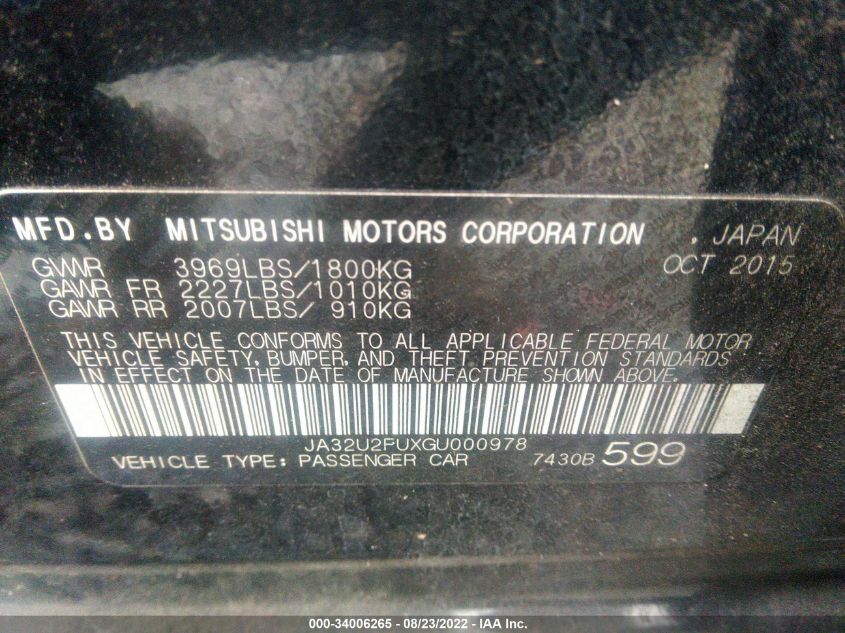 MFD.BY MITSUBISHI MOTORS CORPORATION , JAPAN
GVWR 3969LBS/1800KG OCT 2015
GAWR FR 2227LBS/1010KG
GAWR RR 2007LBS/ 910KG
THIS VEHICLE CONFORMS TO ALL APPLICABLE FEDERAL MOTOR
VEHICLE SAFETY, BUMPER, AND THEFT PREVENTION STANDARDS
IN EFFECT ON THE DATE OF MANUFACTURE SHOWN ABOVE.
JA32U2FUXGU000978
VEHICLE TYPE: PASSENGER CAR 7430B 599
000-34006265 - 08/23/2022 - IAA Inc.